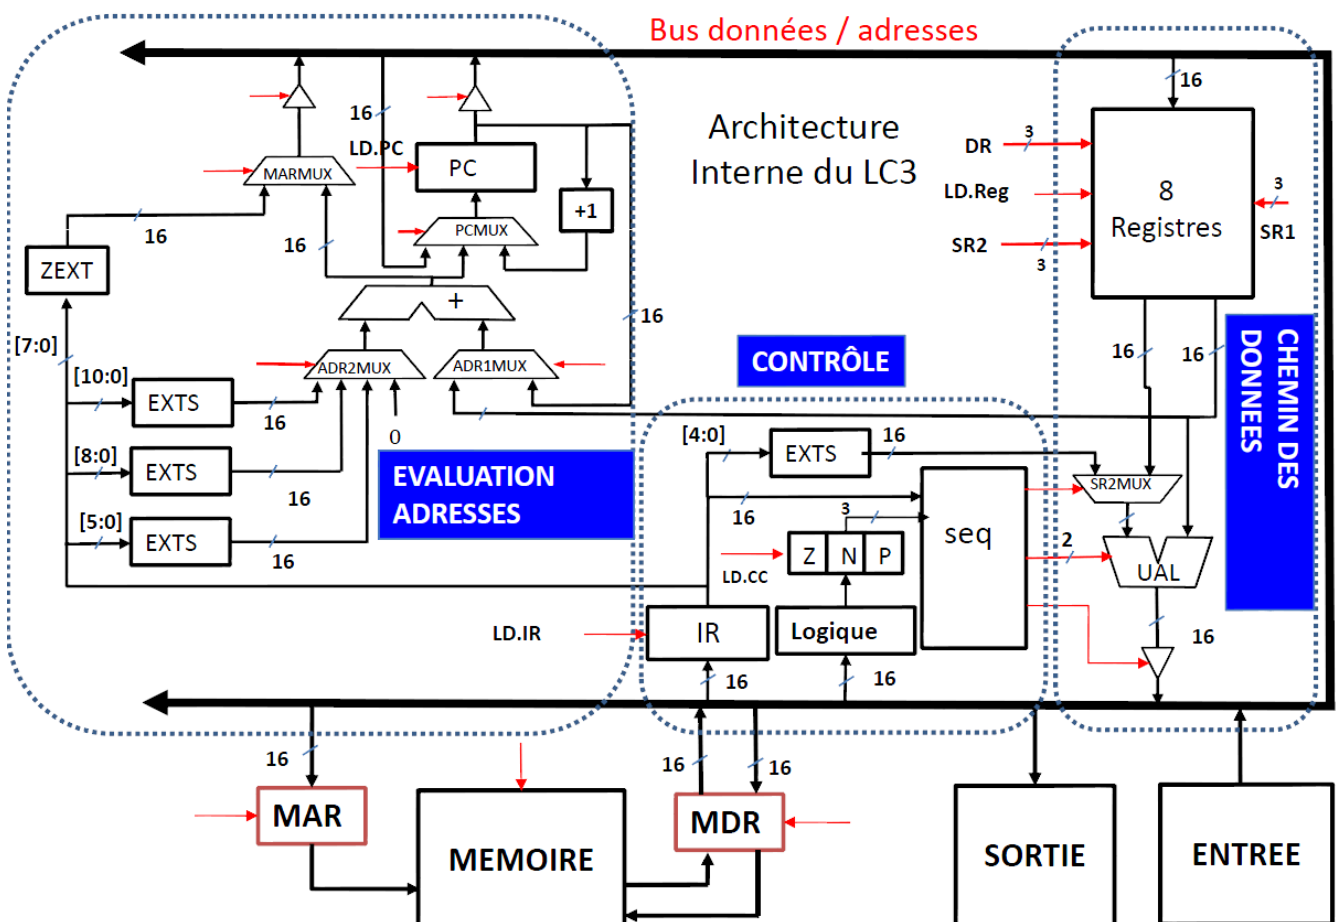 Bus données / adresses
16
16
LD.PC
Architecture
Interne du LC3
DR
3
MARMUX
PC
LD.Reg
8
Registres
3
SR1
+1
16
16
PCMUX
SR2
3
ZEXT
+
16
[7:0]
CONTRÔLE
16
16
CHEMIN DES
DONNEES
ADR2MUX
ADR1MUX
[10:0]
EXTS
16
0
[4:0]
EXTS
16
[8:0]
EXTS
16
EVALUATION
ADRESSES
SR2MUX
16
3
seq
[5:0]
EXTS
16
Z
N
P
2
UAL
LD.CC
LD.IR
IR
Logique
16
16
16
16
16
16
MAR
MDR
MEMOIRE
SORTIE
ENTREE